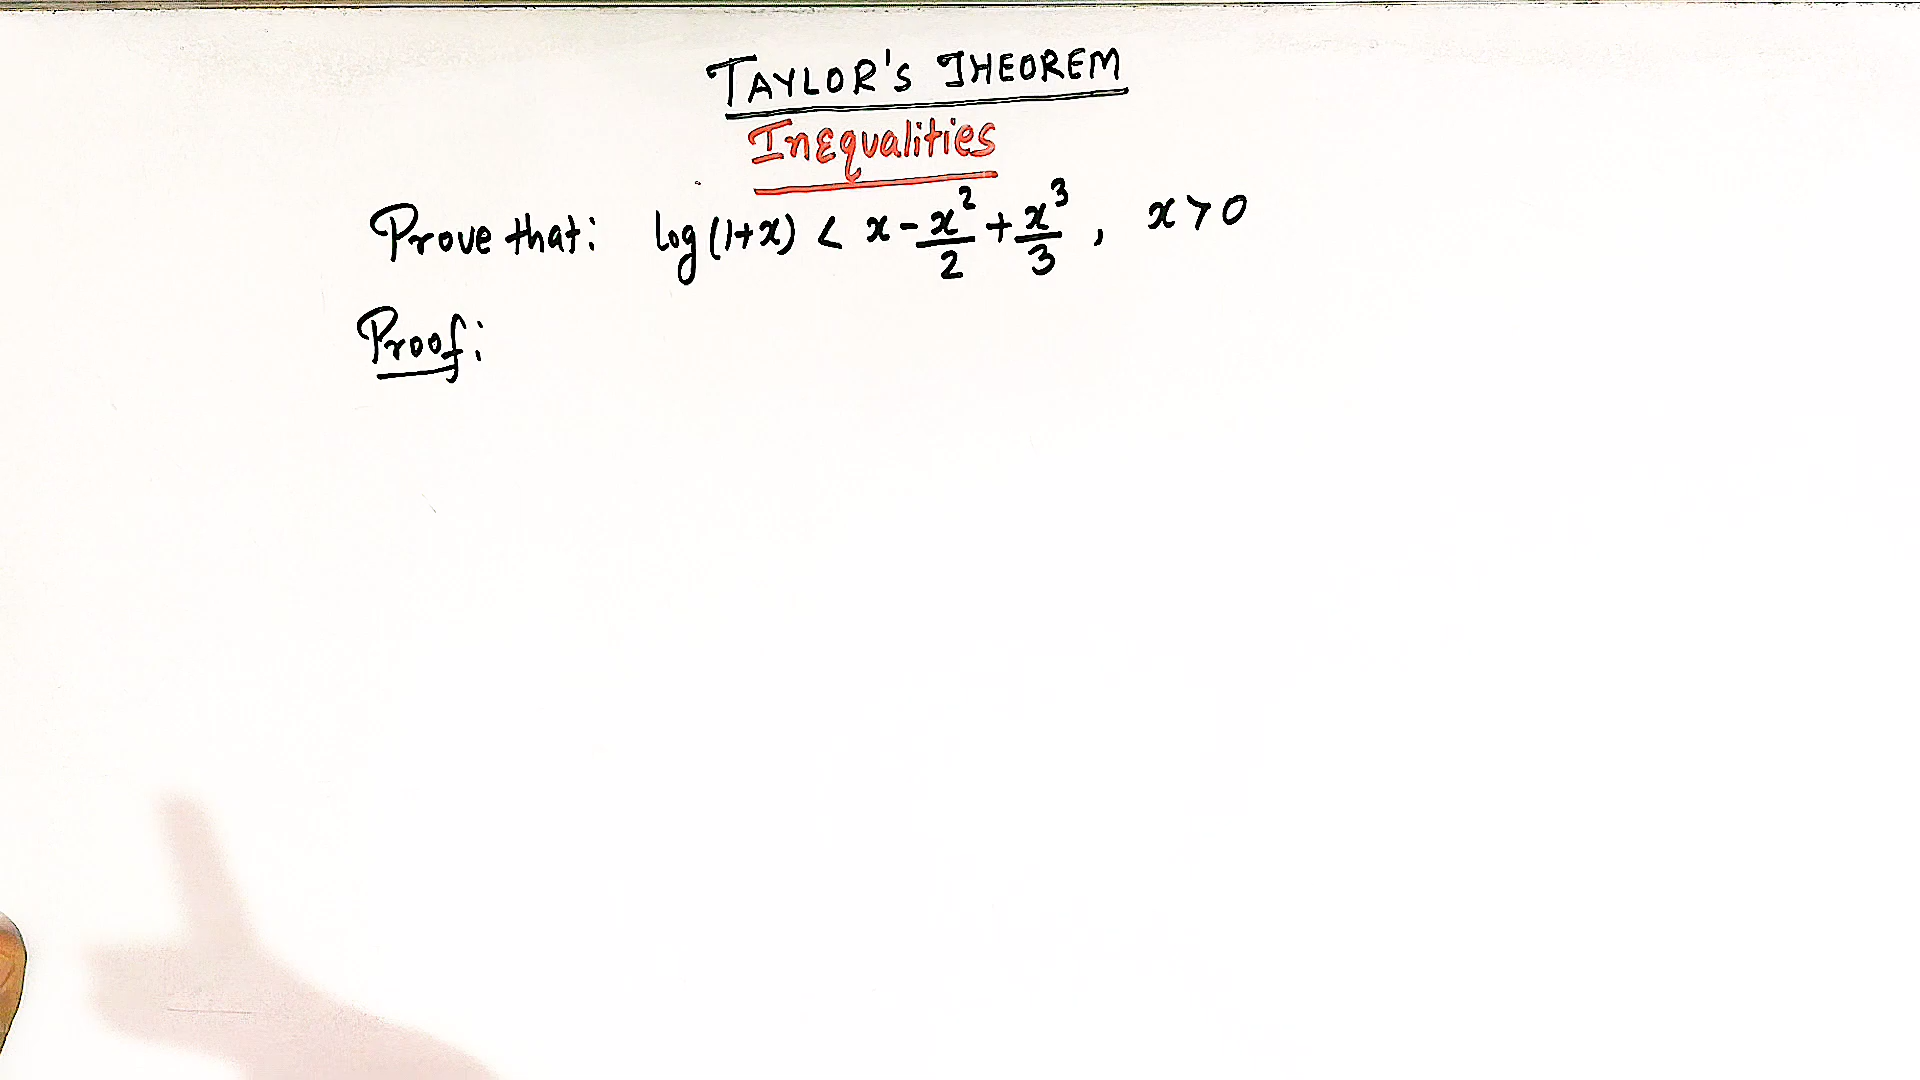 TAYLOR'S THEOREM
Inequalities
Prove that: log(1+x) < x - x²/2 + x³/3 , x > 0
Proof: